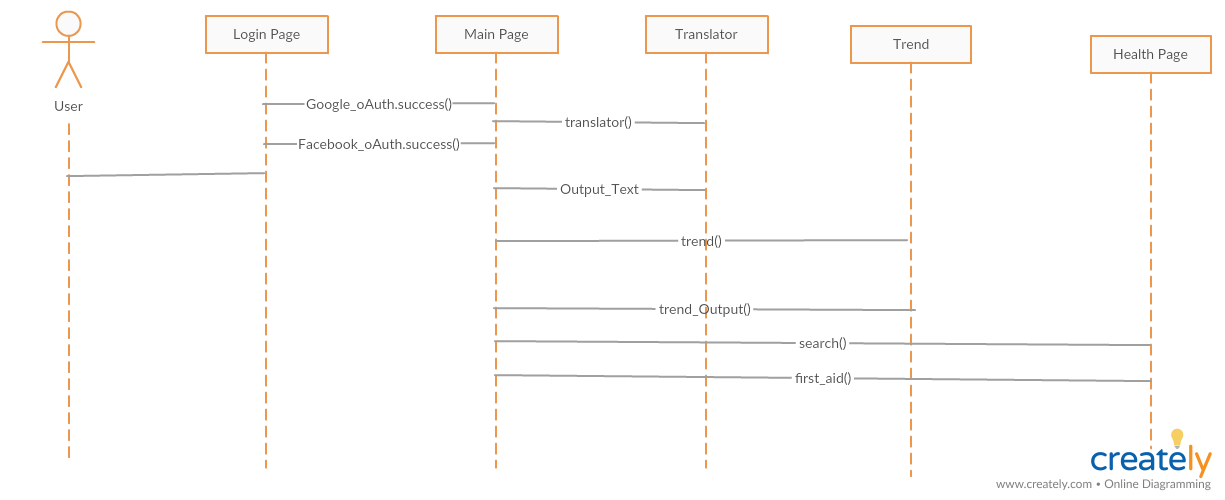 Login Page
Main Page
Translator
Trend
Health Page
User
Google_oAuth.success()
translator()
Facebook_oAuth.success()
Output_Text
trend()
trend_Output()
search()
first_aid()
creately
www.creately.com • Online Diagramming